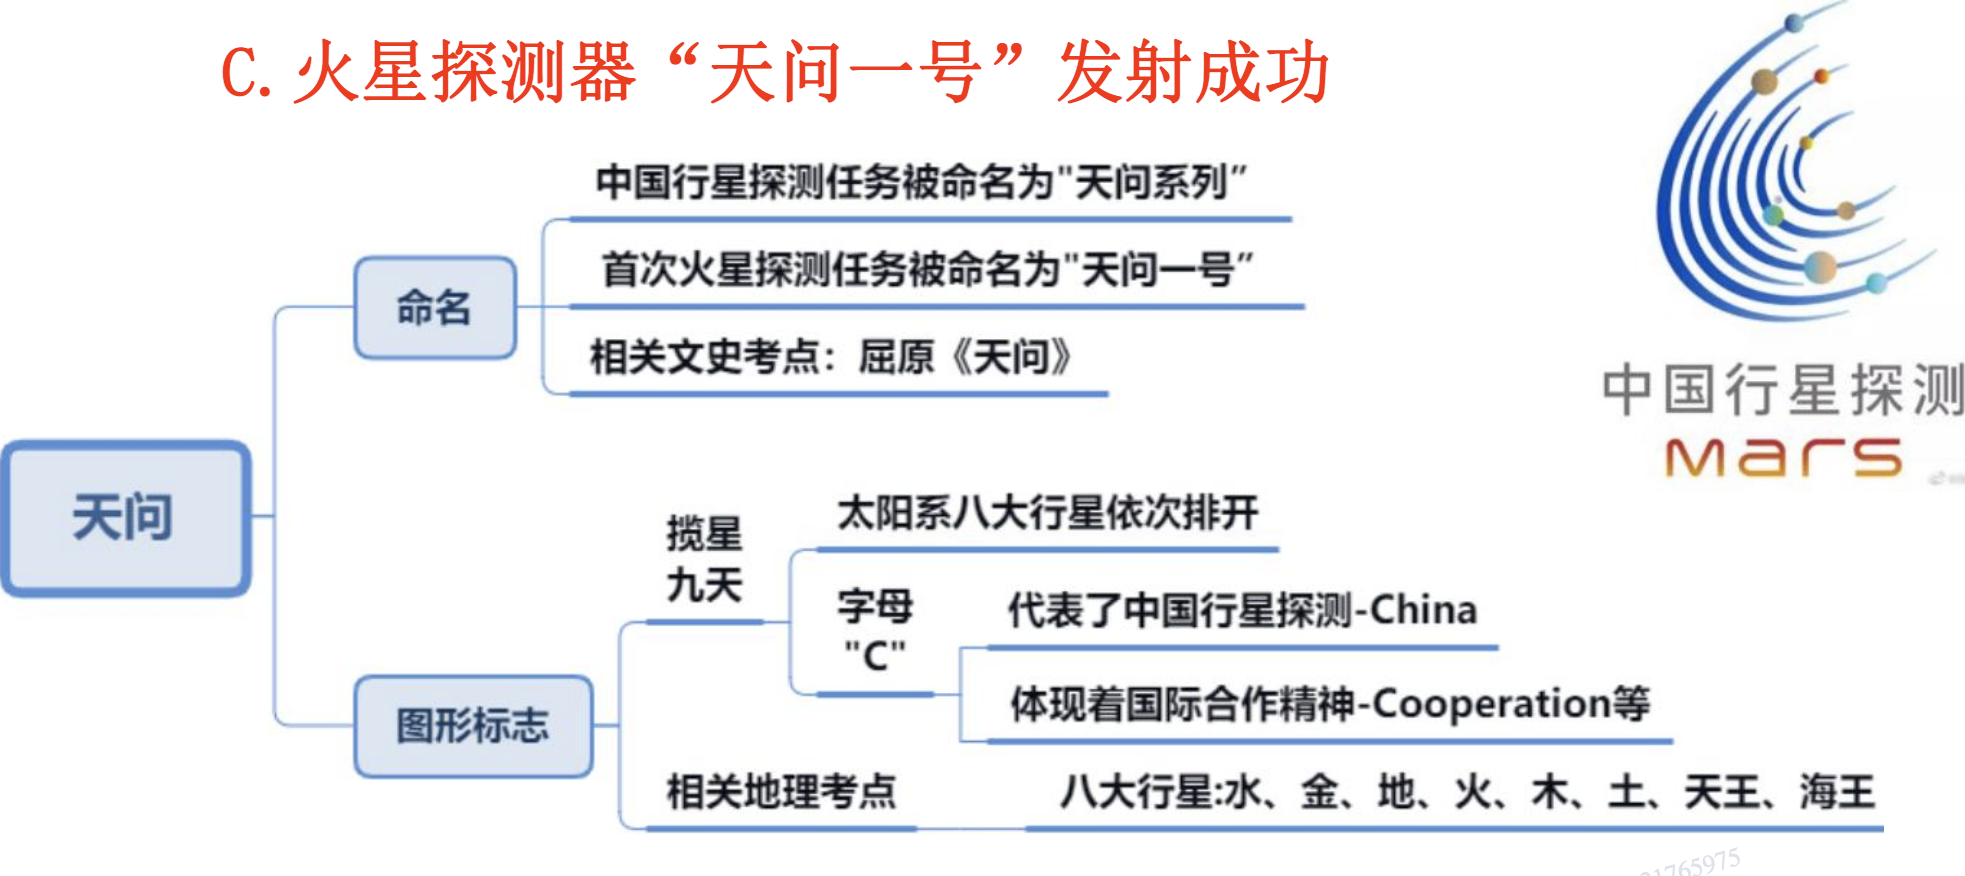 C.火星探测器“天问一号”发射成功
中国行星探测任务被命名为"天问系列”
首次火星探测任务被命名为"天问一号”
命名
相关文史考点：屈原《天问》
中国行星探测
mars
天问
太阳系八大行星依次排开
揽星
九天
字母
"C"
代表了中国行星探测-China
体现着国际合作精神-Cooperation等
图形标志
相关地理考点
八大行星:水、金、地、火、木、土、天王、海王